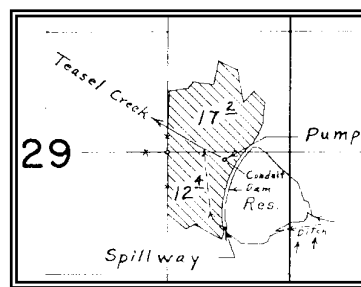 Teasel Creek
17 2
Pump
29
12 4
Conduit
Dam
Res.
Ditch
Spillway